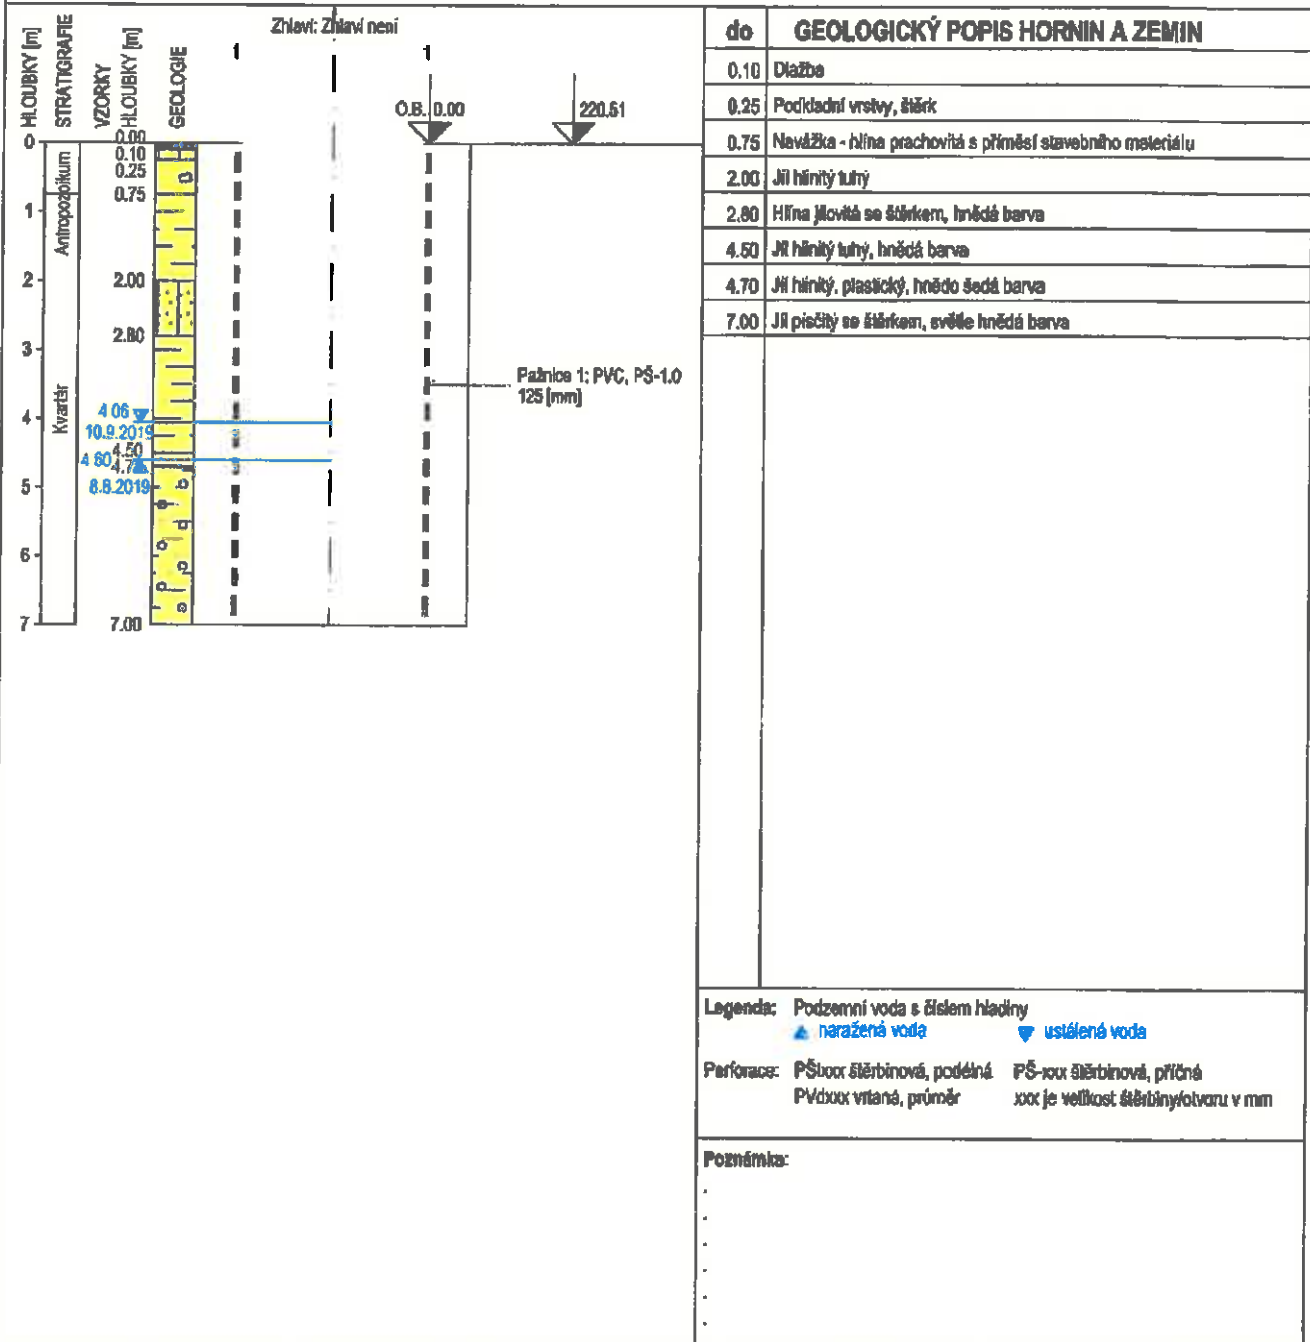 HLOUBKY [m]
STRATIGRAFIE
VZORKY
HLOUBKY [m]
GEOLOGIE
Zhlaví: Zhlaví není
O.B. 0.00
220.61
0
1
2
3
4
5
6
7
Antropozoikum
Kvartér
0.00
0.10
0.25
0.75
2.00
2.80
4.06
10.9.2019
4.50
4.60
4.7
8.8.2019
7.00
Pažnice 1: PVC, PŠ-1.0
125 [mm]
do GEOLOGICKÝ POPIS HORNIN A ZEMIN
0.10 Dlažba
0.25 Podkladní vrstvy, štěrk
0.75 Navážka - hlína prachovitá s příměsí stavebního materiálu
2.00 Jíl hlinitý tuhý
2.80 Hlína jílovitá se štěrkem, hnědá barva
4.50 Jíl hlinitý tuhý, hnědá barva
4.70 Jíl hlinitý, plastický, hnědo šedá barva
7.00 Jíl písčitý se štěrkem, světle hnědá barva
Legenda: Podzemní voda s číslem hladiny
naražená voda ustálená voda
Perforace: PŠlxxx štěrbinová, podélná PŠ-xxx štěrbinová, příčná
PVdxxx vrtaná, průměr xxx je velikost štěrbiny/otvoru v mm
Poznámka:
.
.
.
.
.
.